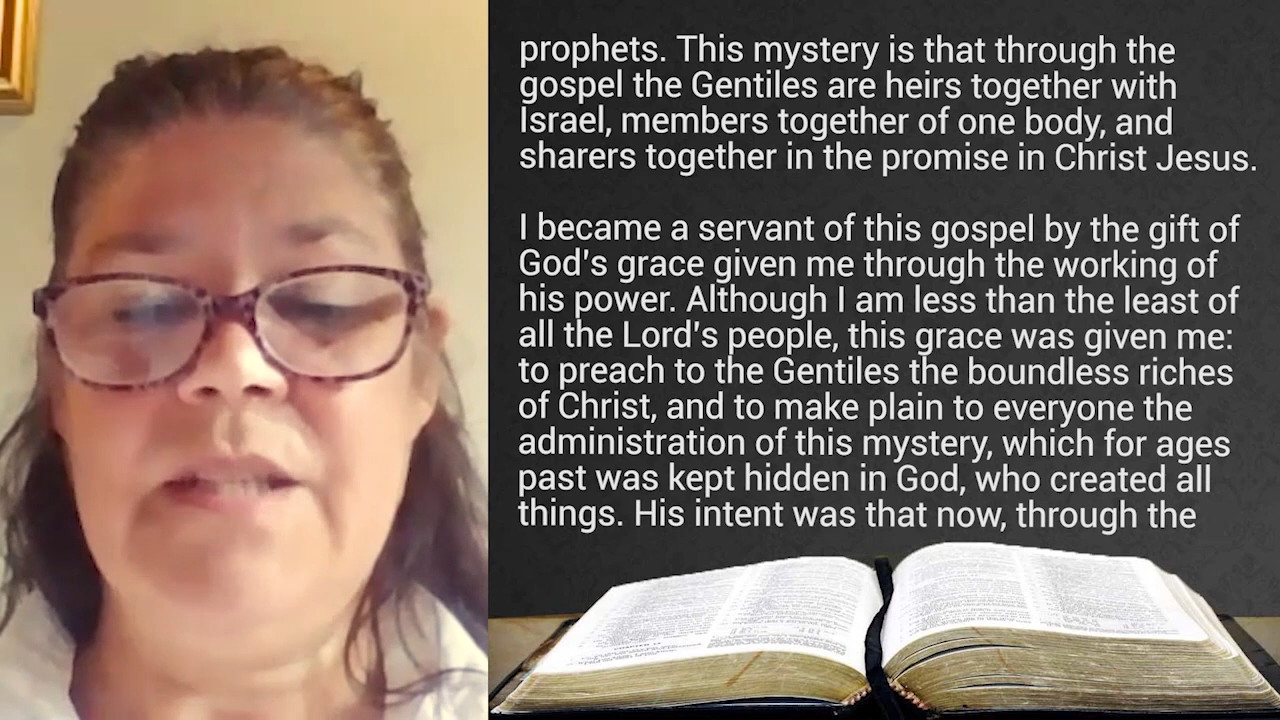 prophets. This mystery is that through the
gospel the Gentiles are heirs together with
Israel, members together of one body, and
sharers together in the promise in Christ Jesus.
I became a servant of this gospel by the gift of
God's grace given me through the working of
his power. Although I am less than the least of
all the Lord's people, this grace was given me:
to preach to the Gentiles the boundless riches
of Christ, and to make plain to everyone the
administration of this mystery, which for ages
past was kept hidden in God, who created all
things. His intent was that now, through the